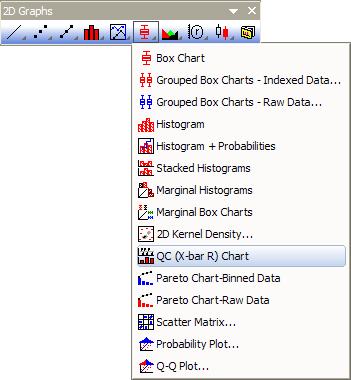 2D Graphs
Box Chart
Grouped Box Charts - Indexed Data...
Grouped Box Charts - Raw Data...
Histogram
Histogram + Probabilities
Stacked Histograms
Marginal Histograms
Marginal Box Charts
2D Kernel Density...
QC (X-bar R) Chart
Pareto Chart-Binned Data
Pareto Chart-Raw Data
Scatter Matrix...
Probability Plot...
Q-Q Plot...